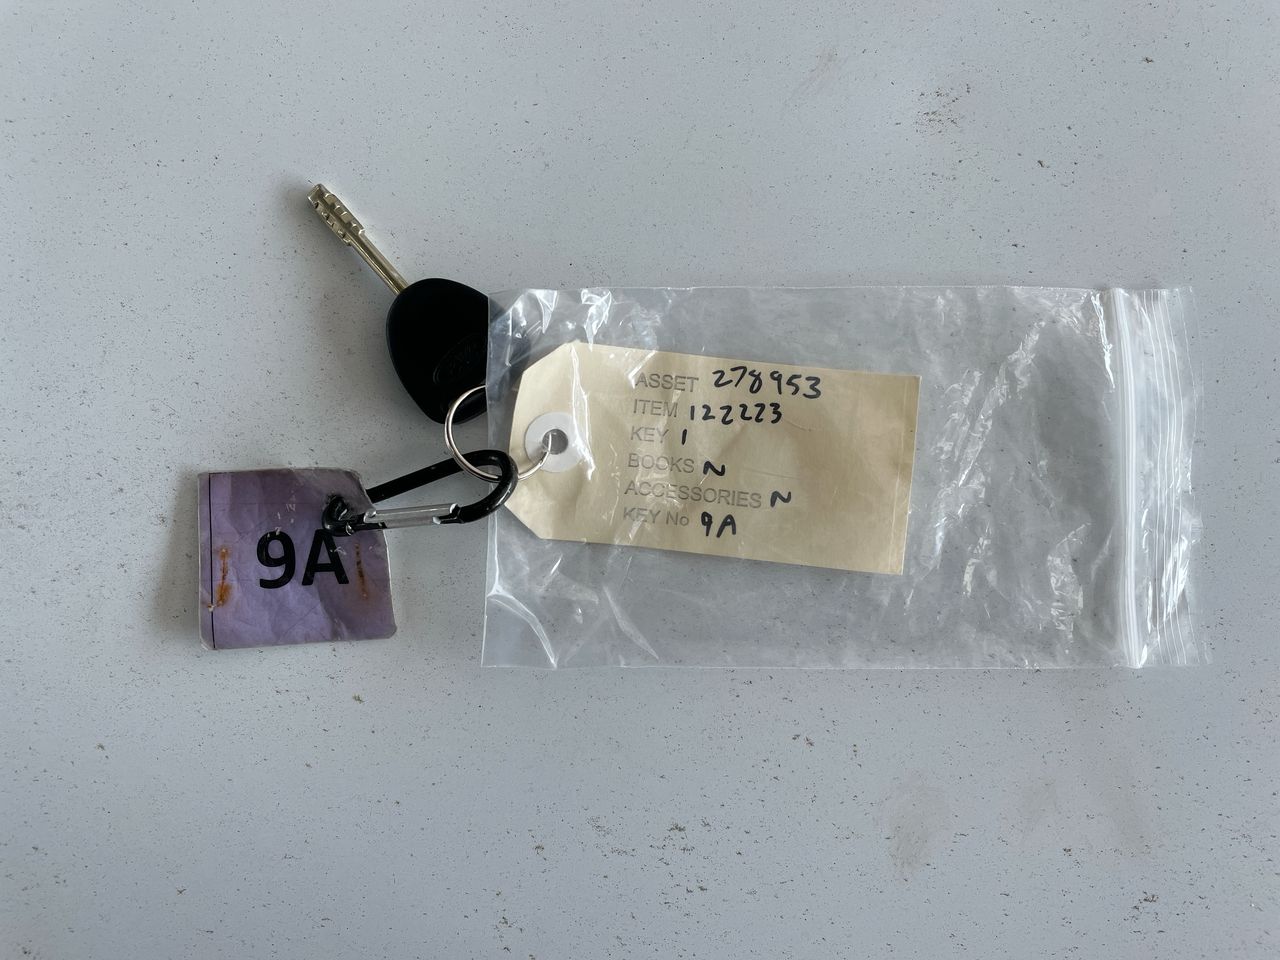 9A
ASSET 278953
ITEM 122223
KEY 1
BOOKS N
ACCESSORIES N
KEY No 9A